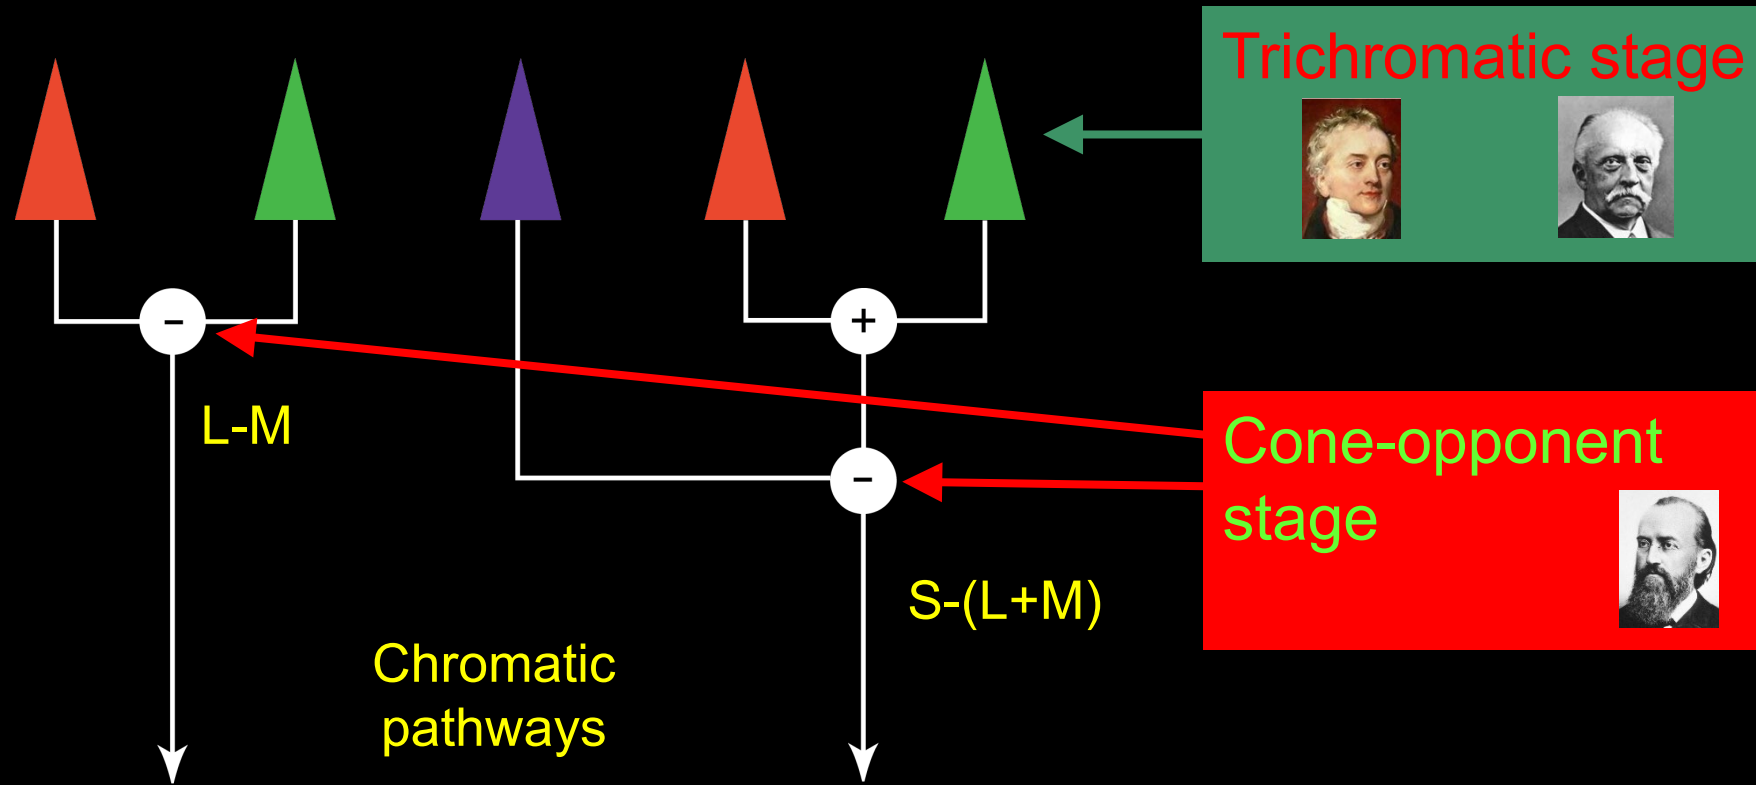 Trichromatic stage
-
+
L-M
Cone-opponent
stage
-
S-(L+M)
Chromatic
pathways